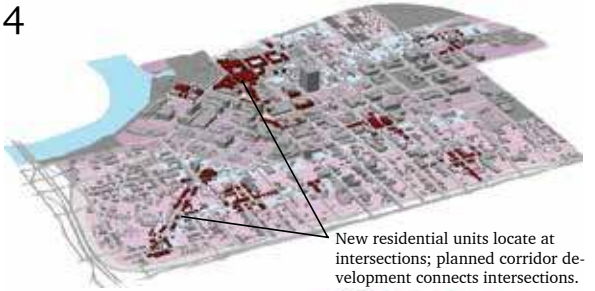 4
New residential units locate at
intersections; planned corridor de-
velopment connects intersections.